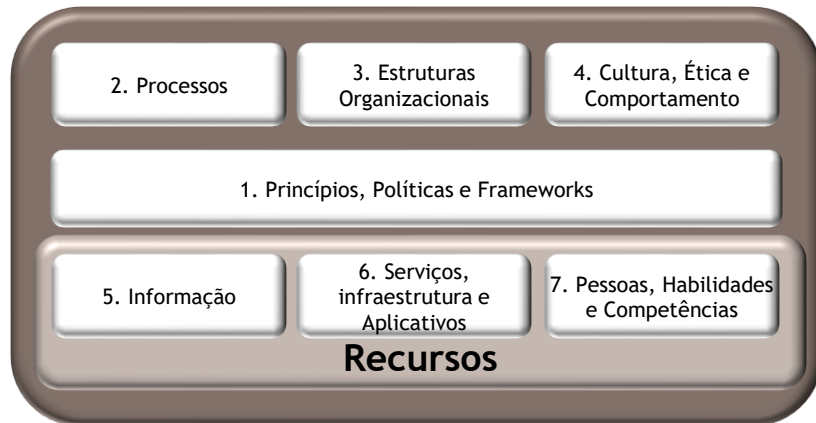 2. Processos
3. Estruturas
Organizacionais
4. Cultura, Ética e
Comportamento
1. Princípios, Políticas e Frameworks
5. Informação
6. Serviços,
infraestrutura e
Aplicativos
7. Pessoas, Habilidades
e Competências
Recursos